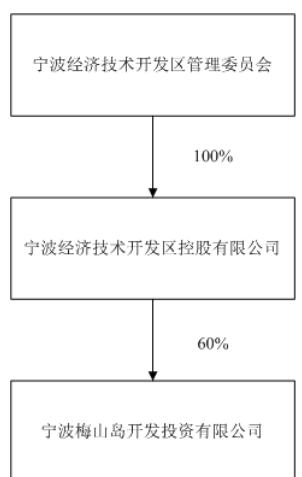 宁波经济技术开发区管理委员会
100%
宁波经济技术开发区控股有限公司
60%
宁波梅山岛开发投资有限公司